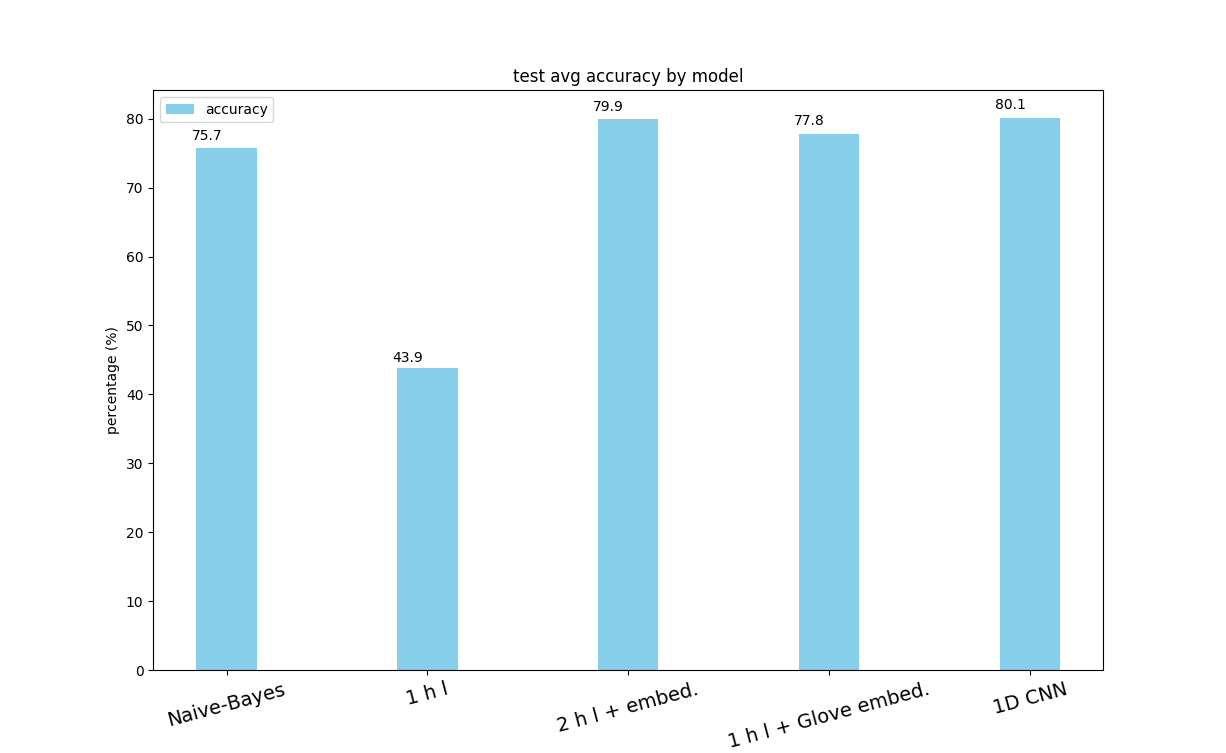 test avg accuracy by model
accuracy
75.7
43.9
79.9
77.8
80.1
percentage (%)
80
70
60
50
40
30
20
10
0
Naive-Bayes
1 h l
2 h l + embed.
1 h l + Glove embed.
1D CNN